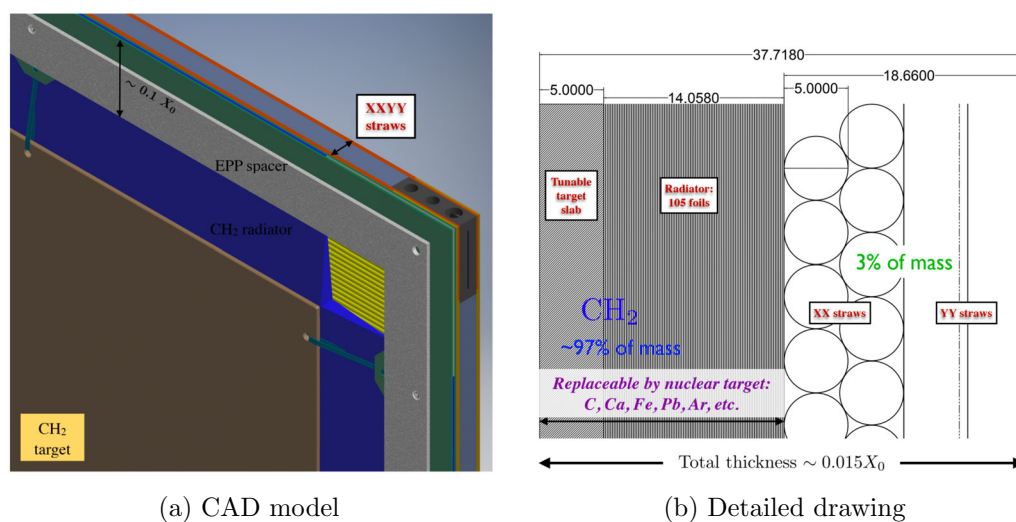 ~ 0.1 X₀
XXYY
straws
EPP spacer
CH₂ radiator
CH₂
target
(a) CAD model
37.7180
18.6600
5.0000
5.0000
14.0580
Tunable
target
slab
Radiator:
105 foils
3% of mass
CH₂
~97% of mass
XX straws
YY straws
Replaceable by nuclear target:
C, Ca, Fe, Pb, Ar, etc.
Total thickness ∼ 0.015X₀
(b) Detailed drawing